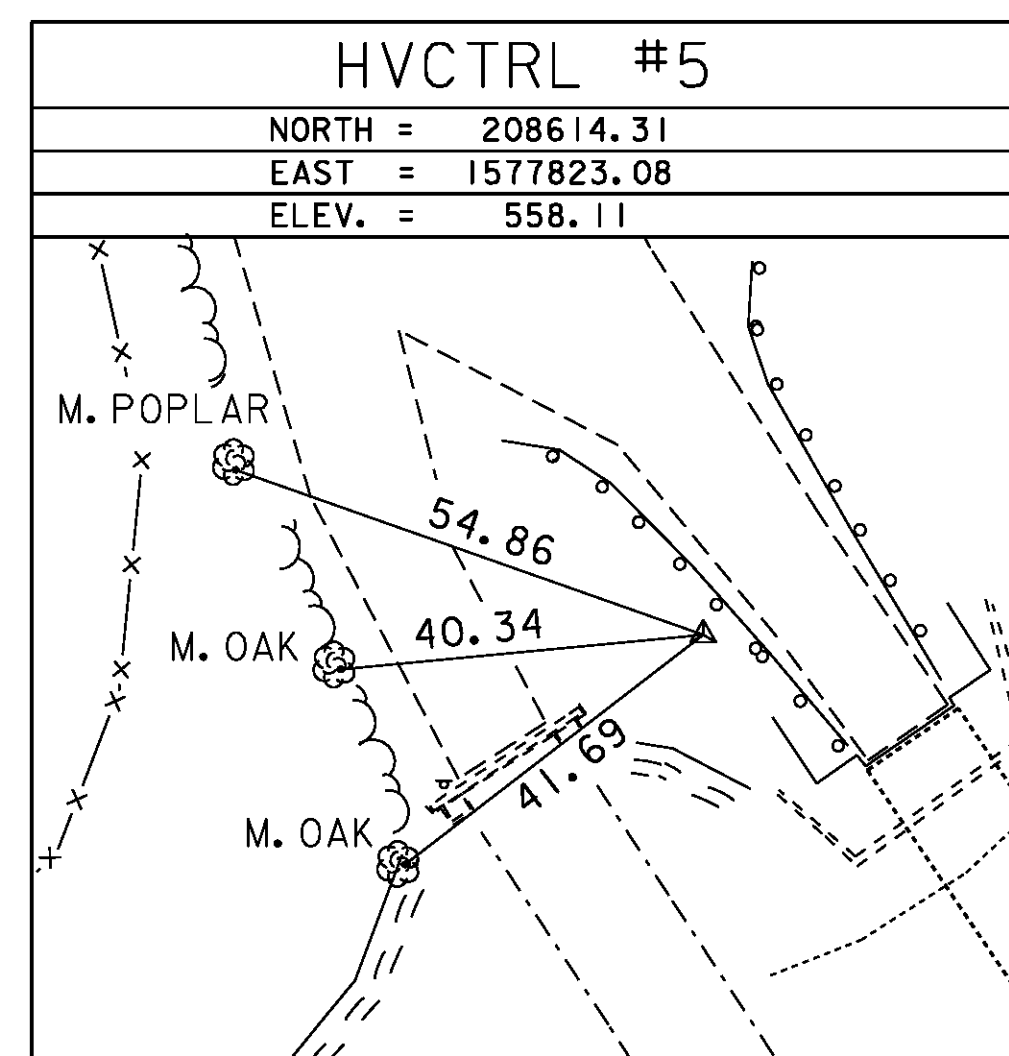 HVCTRL #5
NORTH = 208614.31
EAST = 1577823.08
ELEV. = 558.11
M. POPLAR
54.86
M. OAK
40.34
41.69
M. OAK